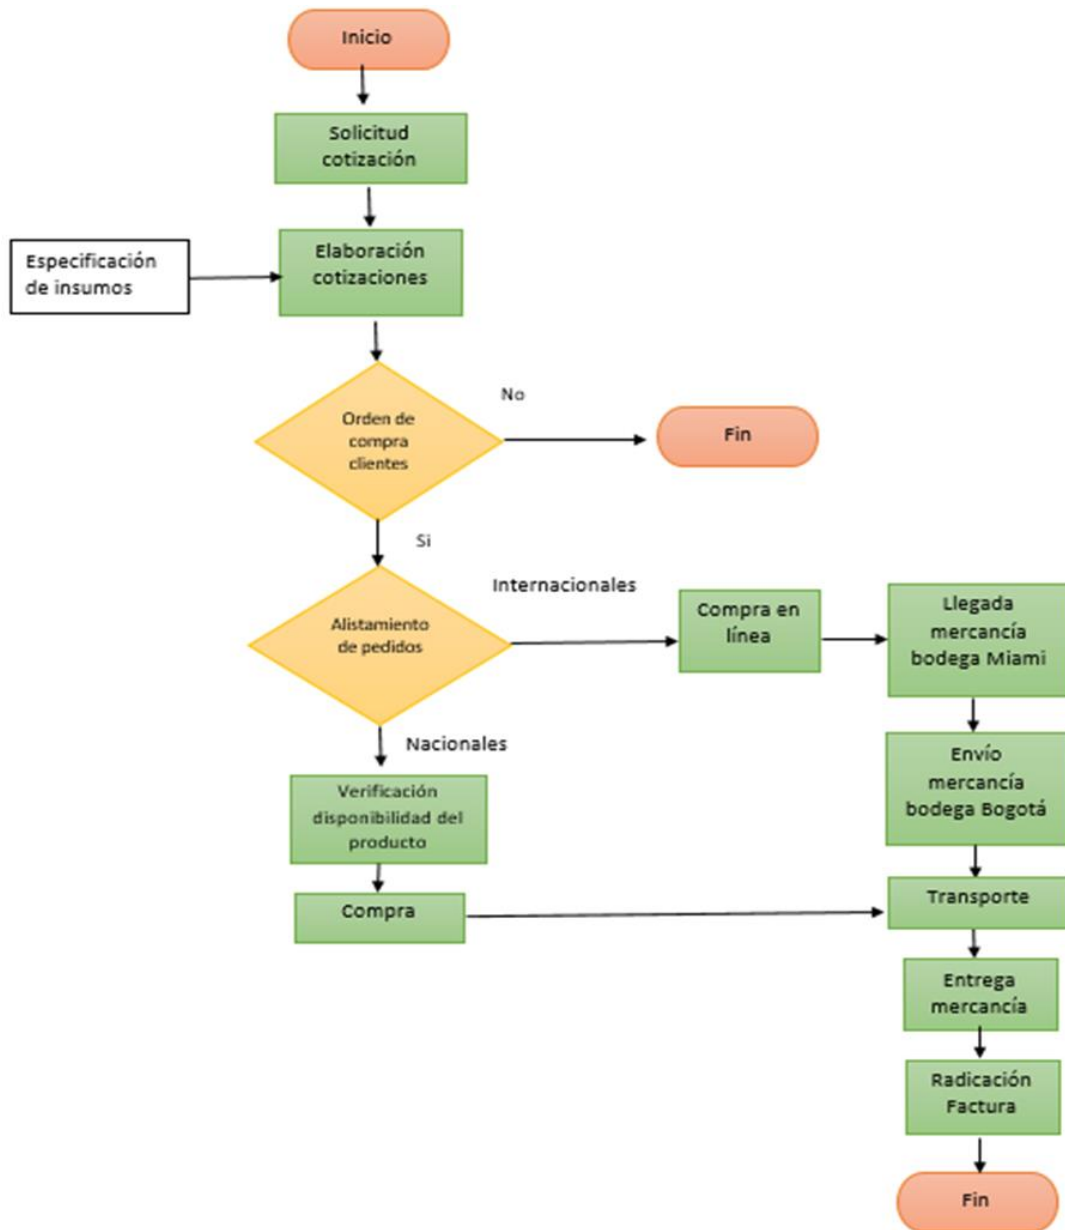 Inicio
Solicitud
cotización
Especificación
de insumos
Elaboración
cotizaciones
Orden de
compra
clientes
No
Fin
Si
Alistamiento
de pedidos
Internacionales
Compra en
línea
Llegada
mercancía
bodega Miami
Envío
mercancía
bodega Bogotá
Nacionales
Verificación
disponibilidad del
producto
Compra
Transporte
Entrega
mercancía
Radicación
Factura
Fin